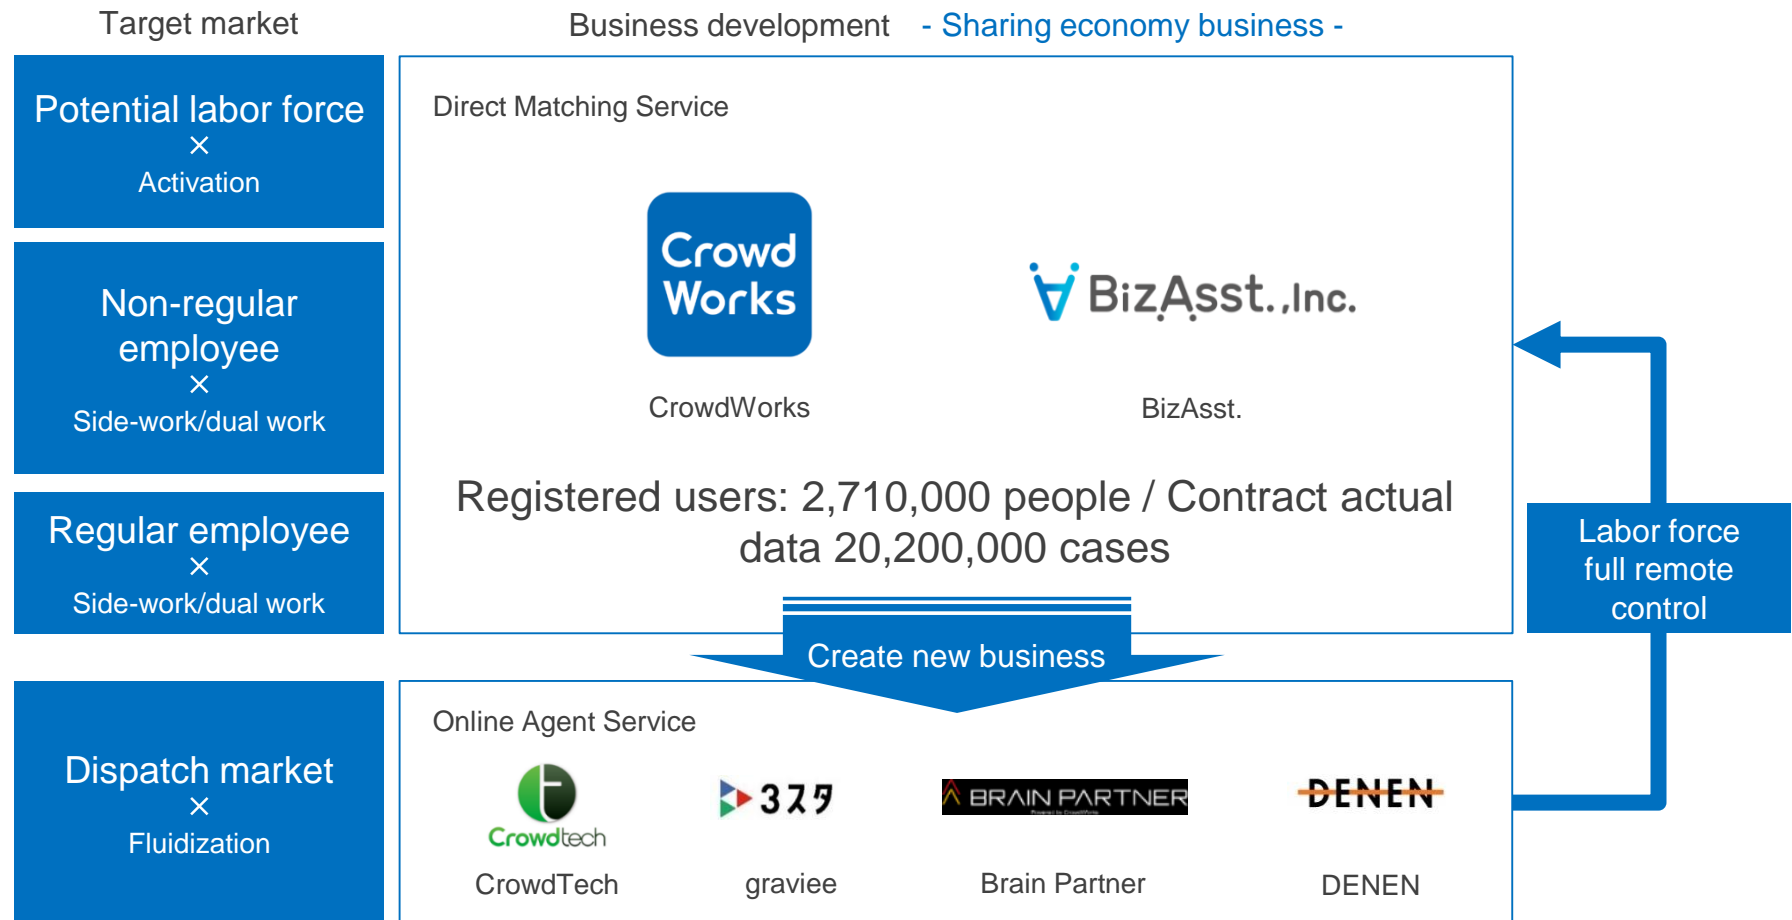 Target market
Business development - Sharing economy business -
Potential labor force
×
Activation
Direct Matching Service
Crowd
Works
BizAsst.,Inc.
CrowdWorks
BizAsst.
Non-regular
employee
×
Side-work/dual work
Registered users: 2,710,000 people / Contract actual
data 20,200,000 cases
Regular employee
×
Side-work/dual work
Labor force
full remote
control
Create new business
Dispatch market
×
Fluidization
Online Agent Service
Crowdtech
3スタ
BRAIN PARTNER
Powered by CrowdWorks
DENEN
CrowdTech
graviee
Brain Partner
DENEN